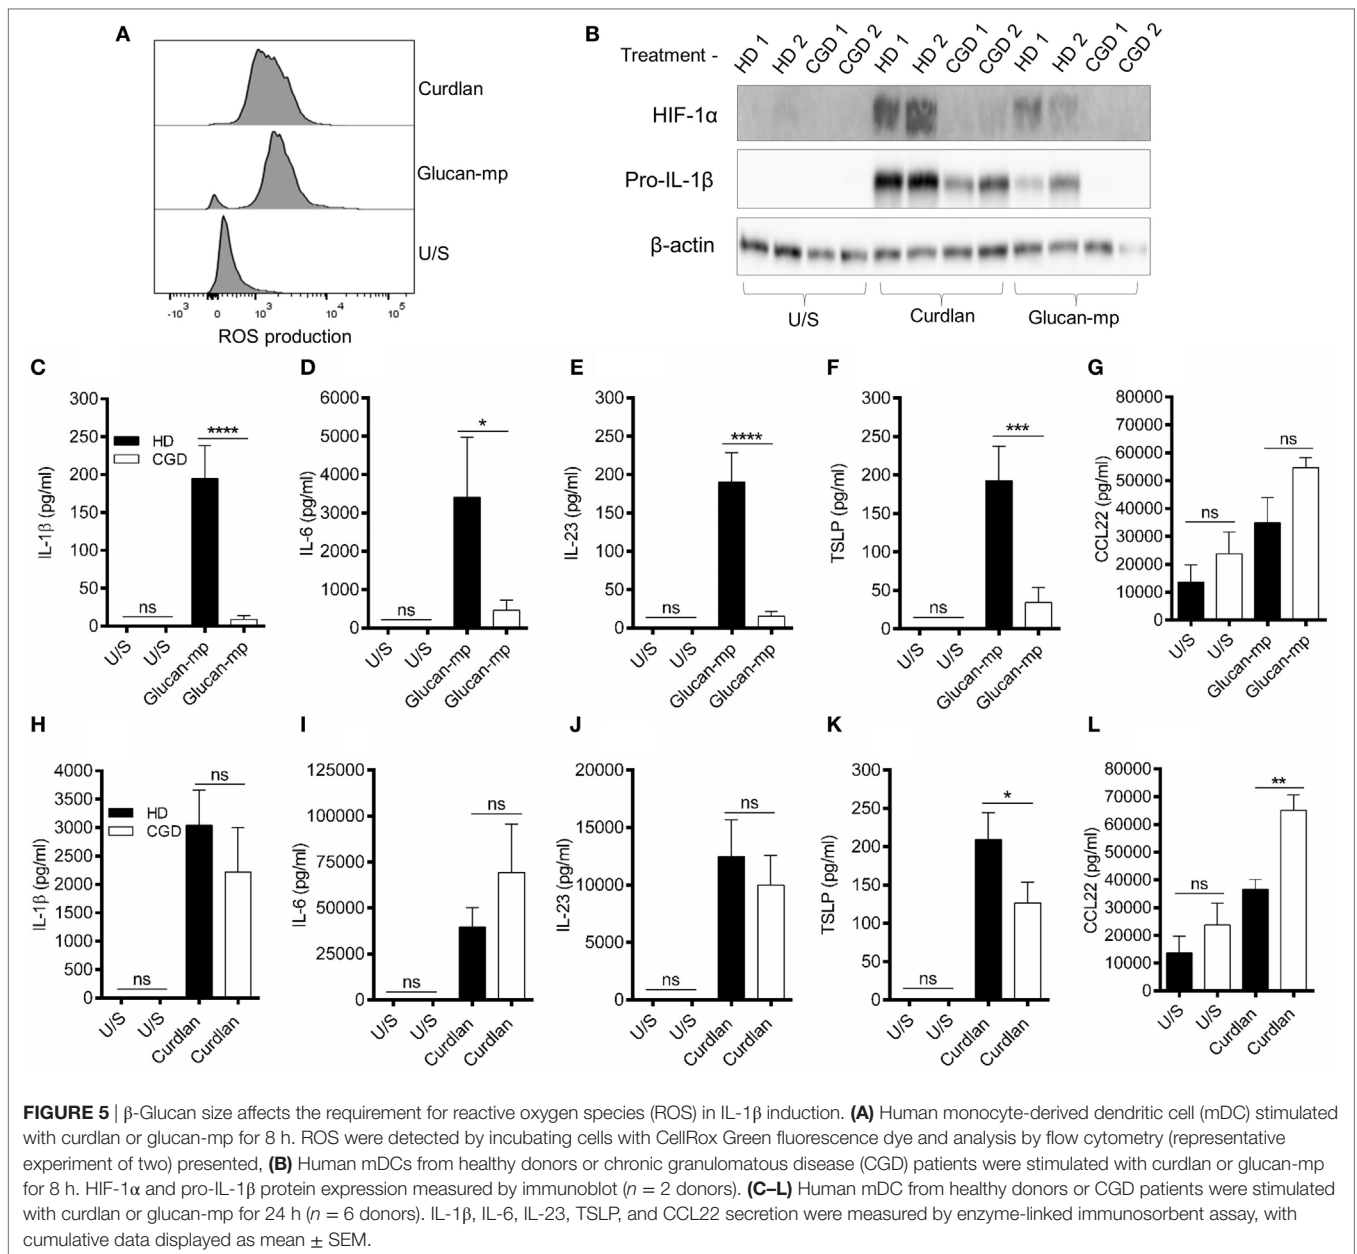 A
Curdlan
Glucan-mp
U/S
-10³ 0 10³ 10⁴ 10⁵
ROS production
B
Treatment - HD 1 HD 2 CGD 1 CGD 2 HD 1 HD 2 CGD 1 CGD 2 HD 1 HD 2 CGD 1 CGD 2
HIF-1α
Pro-IL-1β
β-actin
U/S Curdlan Glucan-mp
C
IL-1β (pg/ml)
300
250
200
150
100
50
0
HD
CGD
****
ns
U/S U/S Glucan-mp Glucan-mp
D
IL-6 (pg/ml)
6000
5000
4000
3000
2000
1000
0
*
ns
U/S U/S Glucan-mp Glucan-mp
E
IL-23 (pg/ml)
300
250
200
150
100
50
0
****
ns
U/S U/S Glucan-mp Glucan-mp
F
TSLP (pg/ml)
300
250
200
150
100
50
0
***
ns
U/S U/S Glucan-mp Glucan-mp
G
CCL22 (pg/ml)
80000
70000
60000
50000
40000
30000
20000
10000
0
ns
ns
U/S U/S Glucan-mp Glucan-mp
H
IL-1β (pg/ml)
4000
3500
3000
2500
2000
1500
1000
500
0
HD
CGD
ns
ns
U/S U/S Curdlan Curdlan
I
IL-6 (pg/ml)
125000
100000
75000
50000
25000
0
ns
ns
U/S U/S Curdlan Curdlan
J
IL-23 (pg/ml)
20000
15000
10000
5000
0
ns
ns
U/S U/S Curdlan Curdlan
K
TSLP (pg/ml)
300
250
200
150
100
50
0
*
ns
U/S U/S Curdlan Curdlan
L
CCL22 (pg/ml)
80000
70000
60000
50000
40000
30000
20000
10000
0
**
ns
U/S U/S Curdlan Curdlan
FIGURE 5 | β-Glucan size affects the requirement for reactive oxygen species (ROS) in IL-1β induction. (A) Human monocyte-derived dendritic cell (mDC) stimulated
with curdlan or glucan-mp for 8 h. ROS were detected by incubating cells with CellRox Green fluorescence dye and analysis by flow cytometry (representative
experiment of two) presented, (B) Human mDCs from healthy donors or chronic granulomatous disease (CGD) patients were stimulated with curdlan or glucan-mp
for 8 h. HIF-1α and pro-IL-1β protein expression measured by immunoblot (n = 2 donors). (C–L) Human mDC from healthy donors or CGD patients were stimulated
with curdlan or glucan-mp for 24 h (n = 6 donors). IL-1β, IL-6, IL-23, TSLP, and CCL22 secretion were measured by enzyme-linked immunosorbent assay, with
cumulative data displayed as mean ± SEM.